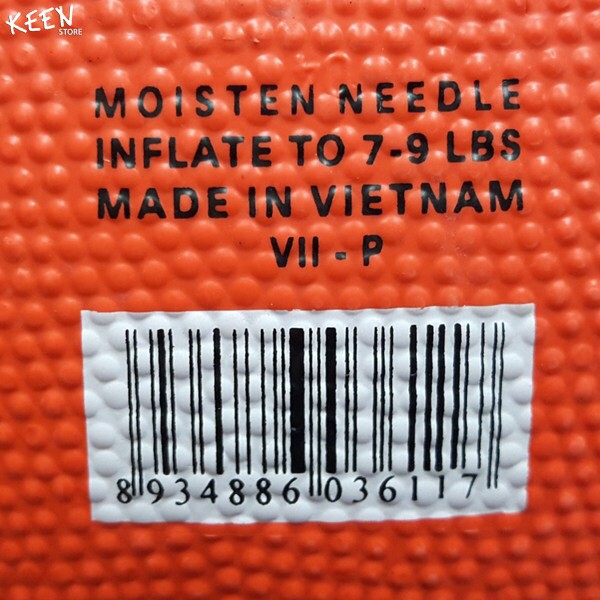 KEEN
STORE
MOISTEN NEEDLE
INFLATE TO 7-9 LBS
MADE IN VIETNAM
VII - P
8 934886 036117